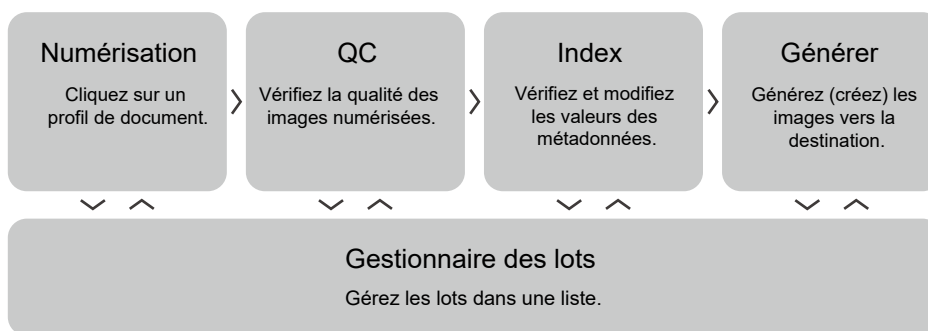 Numérisation
Cliquez sur un
profil de document.
QC
Vérifiez la qualité des
images numérisées.
Index
Vérifiez et modifiez
les valeurs des
métadonnées.
Générer
Générez (créez) les
images vers la
destination.
Gestionnaire des lots
Gérez les lots dans une liste.